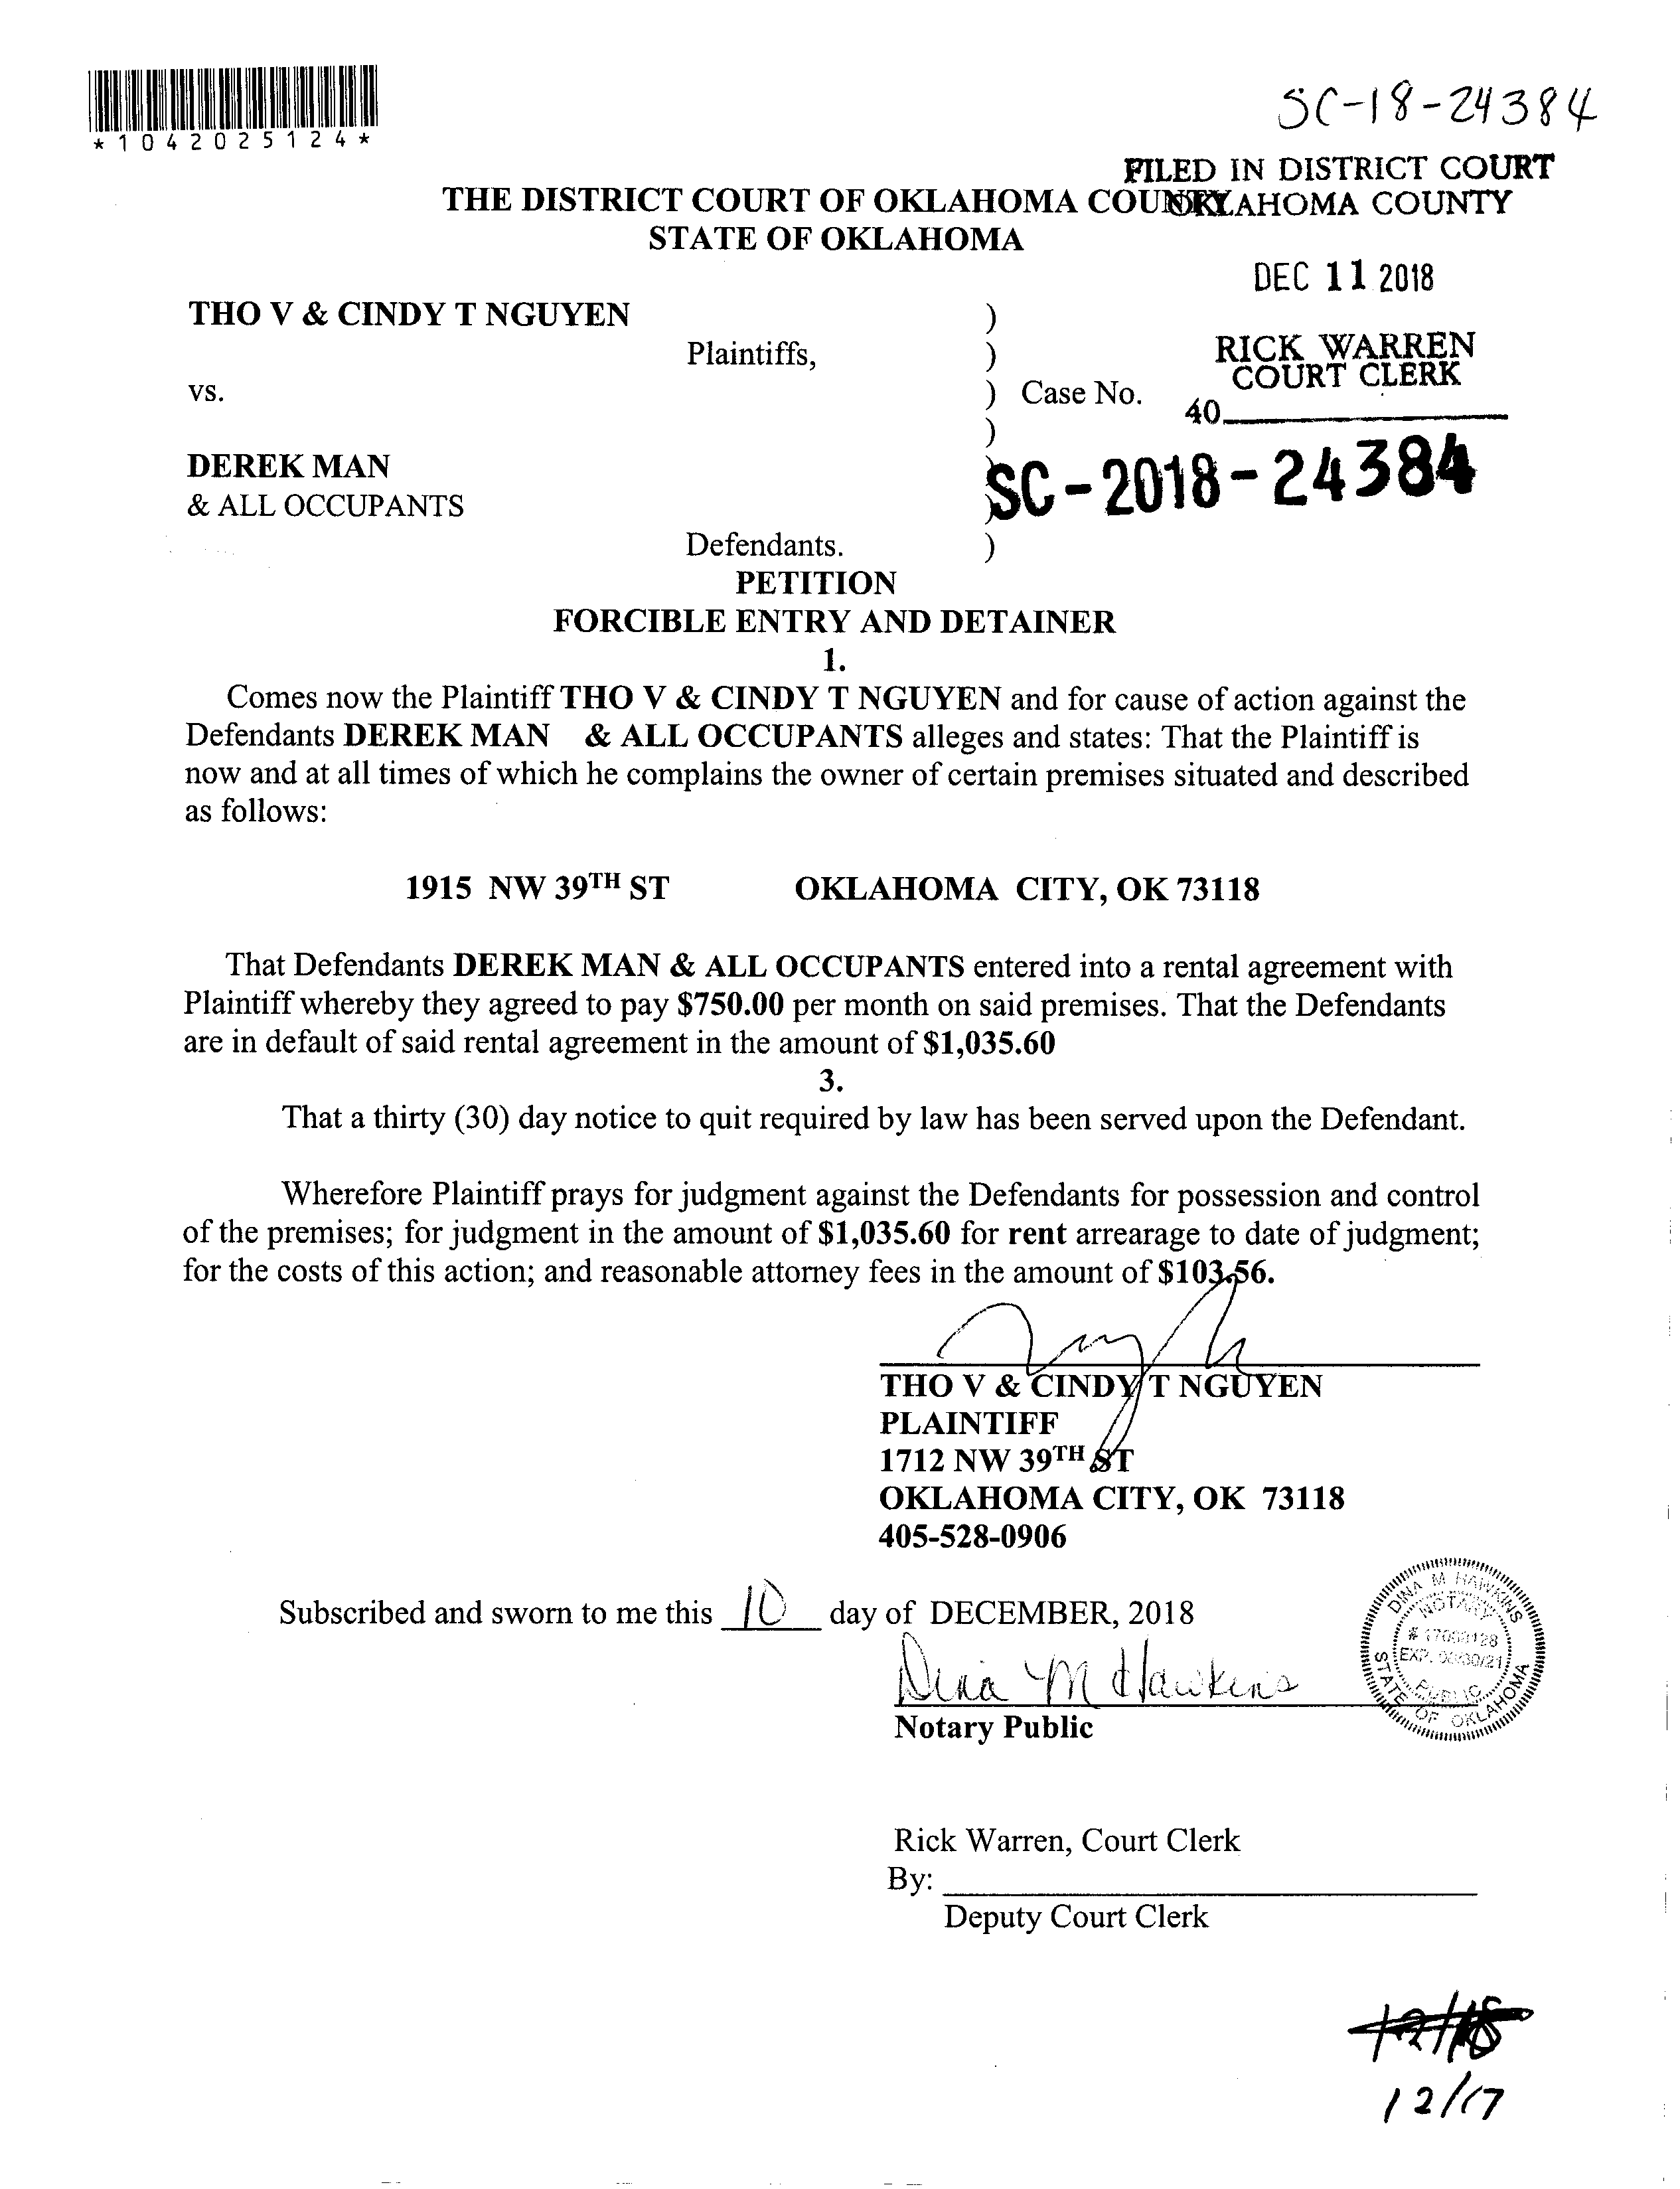 *1042025124*
SC-18-24384
FILED IN DISTRICT COURT
OKLAHOMA COUNTY
THE DISTRICT COURT OF OKLAHOMA COUNTY
STATE OF OKLAHOMA
DEC 11 2018
THO V & CINDY T NGUYEN )
Plaintiffs, )
RICK WARREN
COURT CLERK
vs. ) Case No.
40
)
DEREK MAN )
SC-2018-24384
& ALL OCCUPANTS )
Defendants. )
PETITION
FORCIBLE ENTRY AND DETAINER
1.
Comes now the Plaintiff THO V & CINDY T NGUYEN and for cause of action against the
Defendants DEREK MAN & ALL OCCUPANTS alleges and states: That the Plaintiff is
now and at all times of which he complains the owner of certain premises situated and described
as follows:
1915 NW 39TH ST OKLAHOMA CITY, OK 73118
That Defendants DEREK MAN & ALL OCCUPANTS entered into a rental agreement with
Plaintiff whereby they agreed to pay $750.00 per month on said premises. That the Defendants
are in default of said rental agreement in the amount of $1,035.60
3.
That a thirty (30) day notice to quit required by law has been served upon the Defendant.
Wherefore Plaintiff prays for judgment against the Defendants for possession and control
of the premises; for judgment in the amount of $1,035.60 for rent arrearage to date of judgment;
for the costs of this action; and reasonable attorney fees in the amount of $103.56.
THO V & CINDY T NGUYEN
PLAINTIFF
1712 NW 39TH ST
OKLAHOMA CITY, OK 73118
405-528-0906
Subscribed and sworn to me this 10 day of DECEMBER, 2018
Dina M Hawkins
Notary Public
DINA M HAWKINS
NOTARY
PUBLIC
STATE OF OKLAHOMA
Rick Warren, Court Clerk
By:
Deputy Court Clerk
12/18
12/17